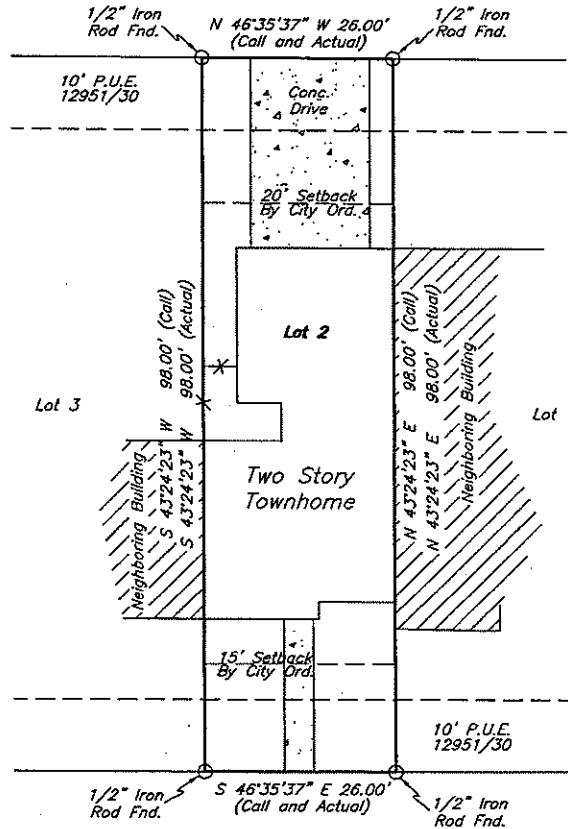 1/2" Iron
Rod Fnd.
N 46°35'37" W 26.00'
(Call and Actual)
1/2" Iron
Rod Fnd.
10' P.U.E.
12951/30
Conc.
Drive
20' Setback
By City Ord.
Lot 2
S 43°24'23" W 98.00' (Call)
S 43°24'23" W 98.00' (Actual)
N 43°24'23" E 98.00' (Call)
N 43°24'23" E 98.00' (Actual)
Neighboring Building
Lot 3
Lot
Neighboring Building
Two Story
Townhome
15' Setback
By City Ord.
10' P.U.E.
12951/30
1/2" Iron
Rod Fnd.
S 46°35'37" E 26.00'
(Call and Actual)
1/2" Iron
Rod Fnd.